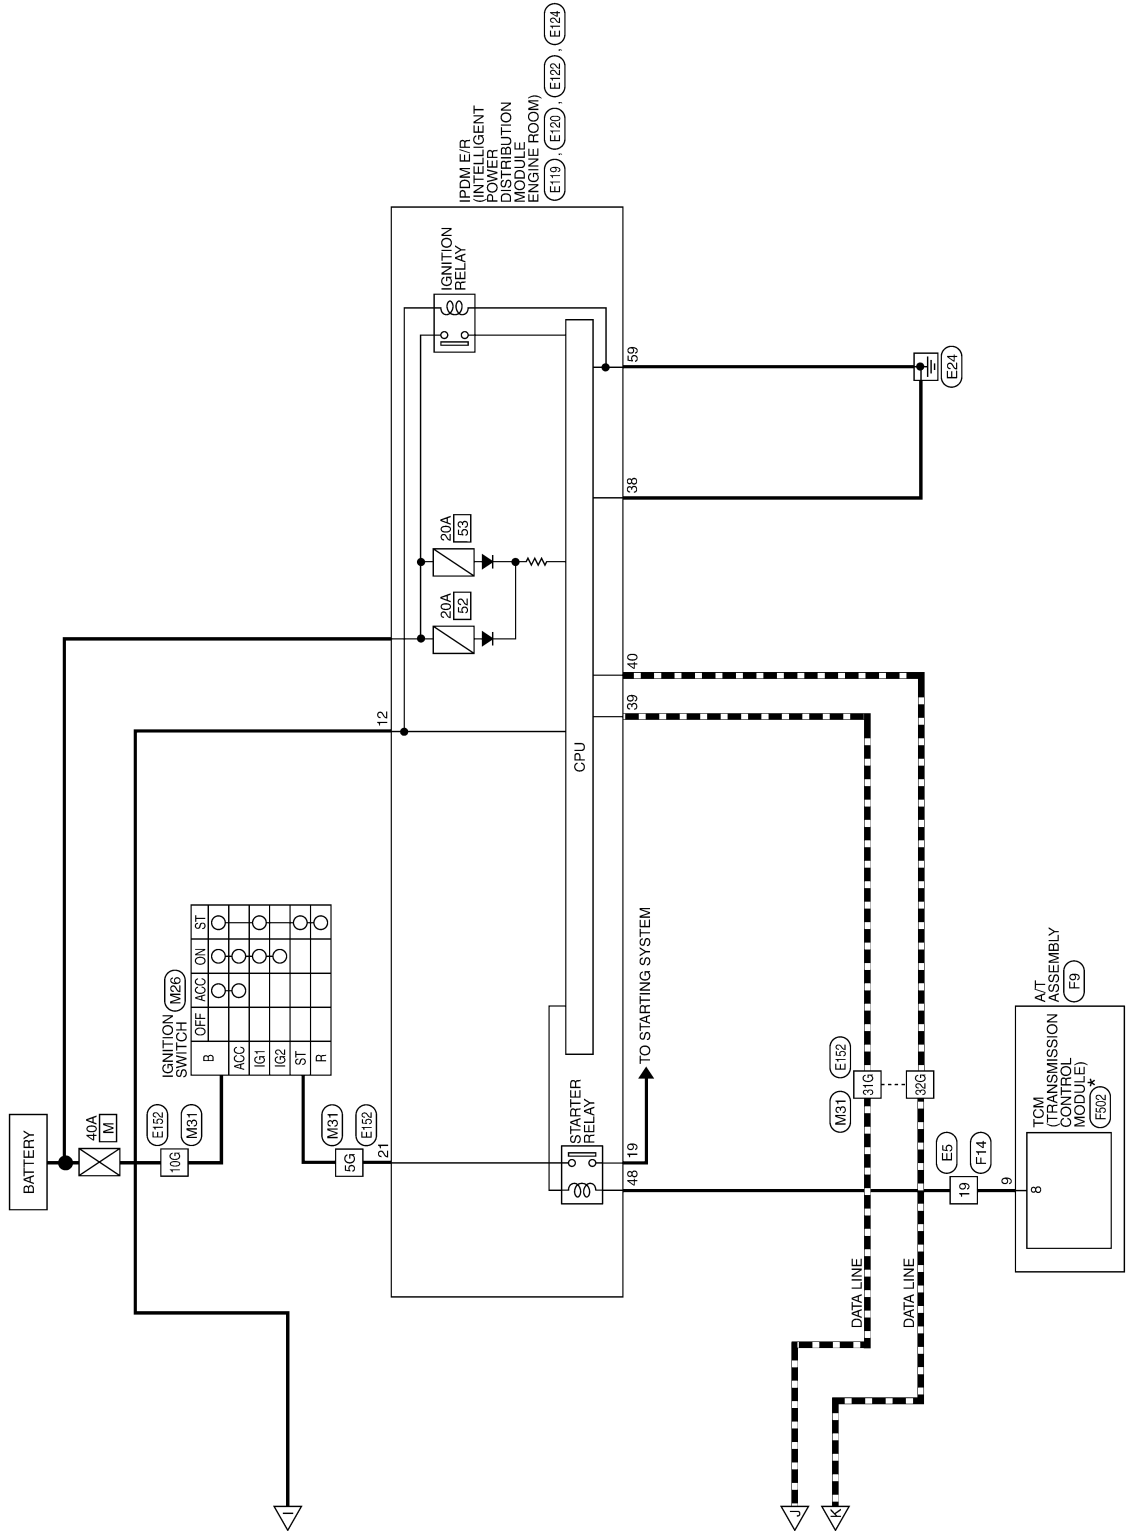 BATTERY
40A
M
E152
M31
10G
IGNITION
SWITCH
M26
OFF
ACC
ON
ST
B
ACC
IG1
IG2
ST
R
M31
E152
5G
21
12
IPDM E/R
(INTELLIGENT
POWER
DISTRIBUTION
MODULE
ENGINE ROOM)
E119 , E120 , E122 , E124
IGNITION
RELAY
20A
53
20A
52
CPU
STARTER
RELAY
48
19
39
40
38
59
TO STARTING SYSTEM
E24
M31
E152
31G
32G
DATA LINE
DATA LINE
E5
F14
19
9
8
A/T
ASSEMBLY
F9
TCM
(TRANSMISSION
CONTROL
MODULE)
*
F502
I
J
K